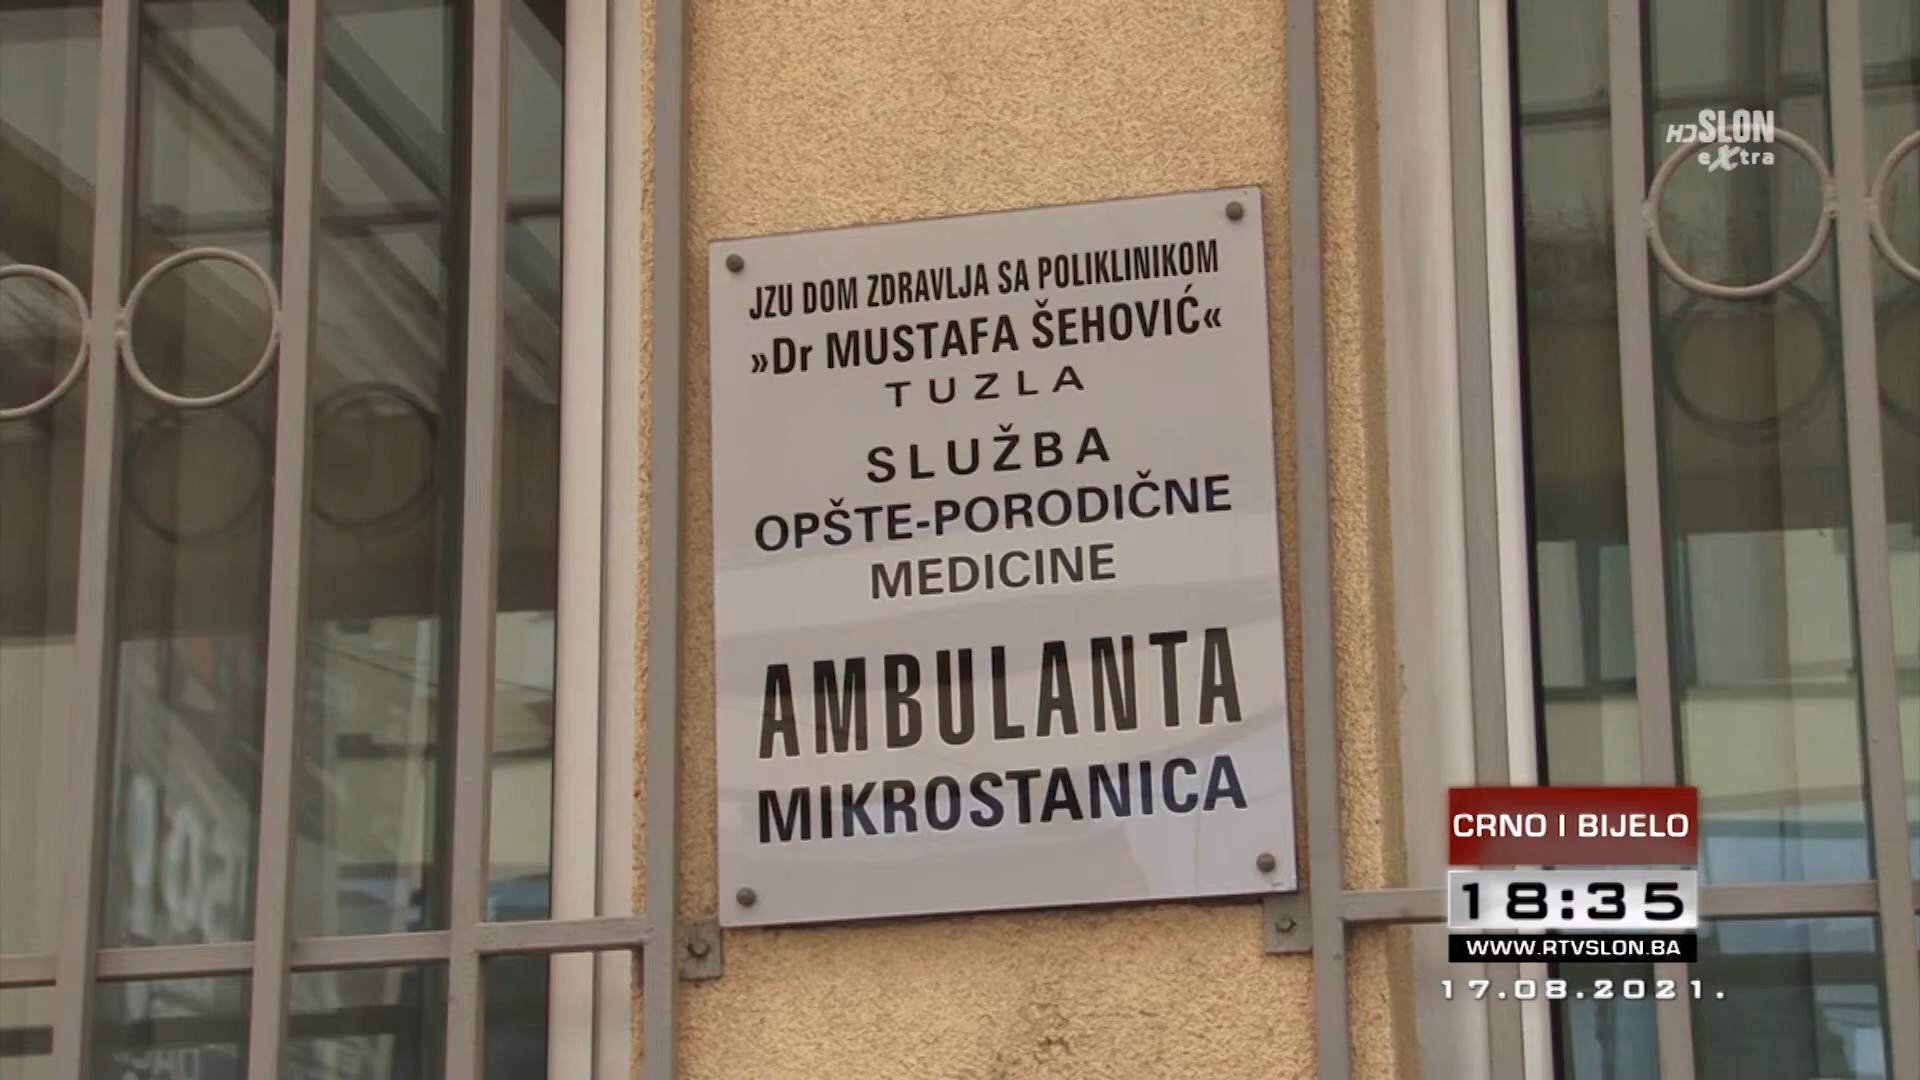 HD SLON
extra
JZU DOM ZDRAVLJA SA POLIKLINIKOM
»Dr MUSTAFA ŠEHOVIĆ«
TUZLA
SLUŽBA
OPŠTE-PORODIČNE
MEDICINE
AMBULANTA
MIKROSTANICA
CRNO I BIJELO
18:35
WWW.RTVSLON.BA
17.08.2021.